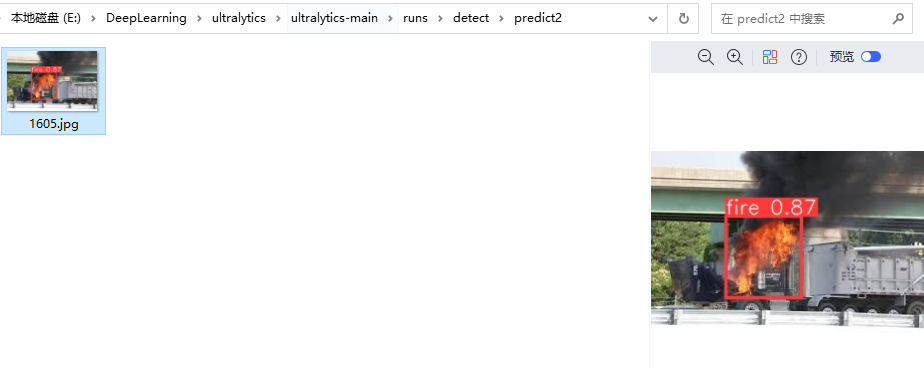 本地磁盘 (E:) > DeepLearning > ultralytics > ultralytics-main > runs > detect > predict2
在 predict2 中搜索
预览
fire 0.87
1605.jpg
fire 0.87